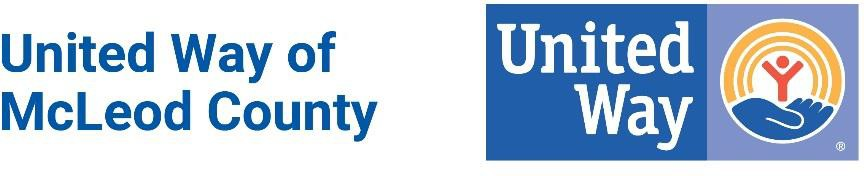 United Way of
McLeod County
United
Way
®